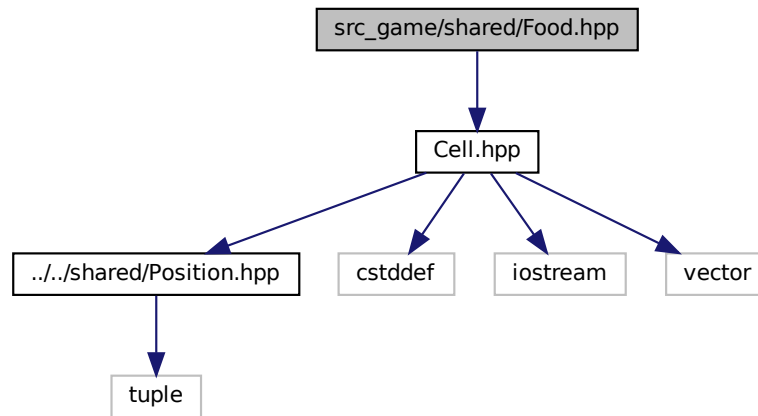 src_game/shared/Food.hpp
Cell.hpp
../../shared/Position.hpp
cstddef
iostream
vector
tuple